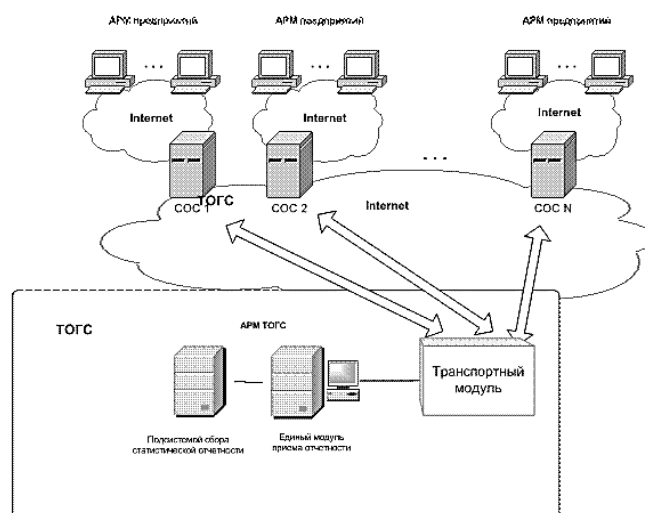 АРМ предприятий
АРМ предприятий
АРМ предприятий
...
...
...
Internet
Internet
Internet
...
СОС 1
ТОГС
СОС 2
Internet
СОС N
ТОГС
АРМ ТОГС
Транспортный
модуль
Подсистемой сбора
статистической отчетности
Единый модуль
приема отчетности